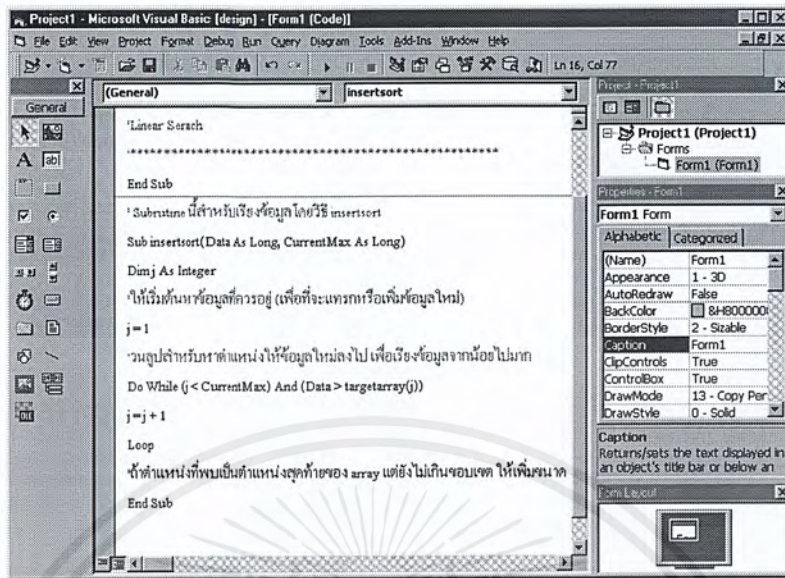 Project1 - Microsoft Visual Basic [design] - [Form1 (Code)]
File Edit View Project Format Debug Run Query Diagram Tools Add-Ins Window Help
Ln 16, Col 77
General
(General)
insertsort
'Linear Serach
'*********************************************************
End Sub
' Subrutine นี้สำหรับเรียงข้อมูลโดยวิธี insertsort
Sub insertsort(Data As Long, CurrentMax As Long)
Dim j As Integer
'ให้เริ่มต้นหาข้อมูลที่ควรอยู่ (เพื่อที่จะแทรกหรือเพิ่มข้อมูลใหม่)
j = 1
'วนลูปสำหรับหาตำแหน่งให้ข้อมูลใหม่ลงไป เพื่อเรียงข้อมูลจากน้อยไปมาก
Do While (j < CurrentMax) And (Data > targetarray(j))
j = j + 1
Loop
'ถ้าตำแหน่งที่พบเป็นตำแหน่งสุดท้ายของ array แต่ยังไม่เกินขอบเขต ให้เพิ่มขนาด
End Sub
Project - Project1
Project1 (Project1)
Forms
Form1 (Form1)
Properties - Form1
Form1 Form
Alphabetic Categorized
(Name) Form1
Appearance 1 - 3D
AutoRedraw False
BackColor &H800000
BorderStyle 2 - Sizable
Caption Form1
ClipControls True
ControlBox True
DrawMode 13 - Copy Per
DrawStyle 0 - Solid
Caption
Returns/sets the text displayed in
an object's title bar or below an
Form Layout